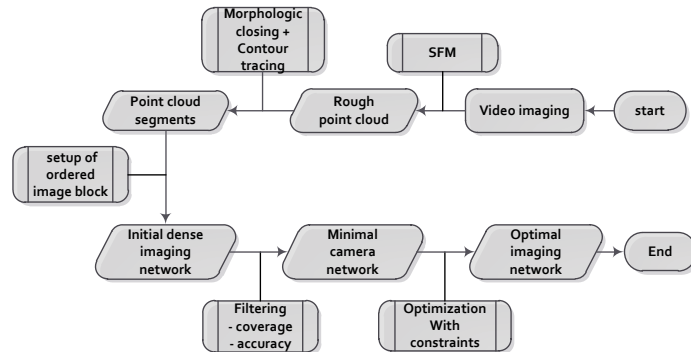 Morphologic
closing +
Contour
tracing
SFM
Point cloud
segments
Rough
point cloud
Video imaging
start
setup of
ordered
image block
Initial dense
imaging
network
Minimal
camera
network
Optimal
imaging
network
End
Filtering
- coverage
- accuracy
Optimization
With
constraints